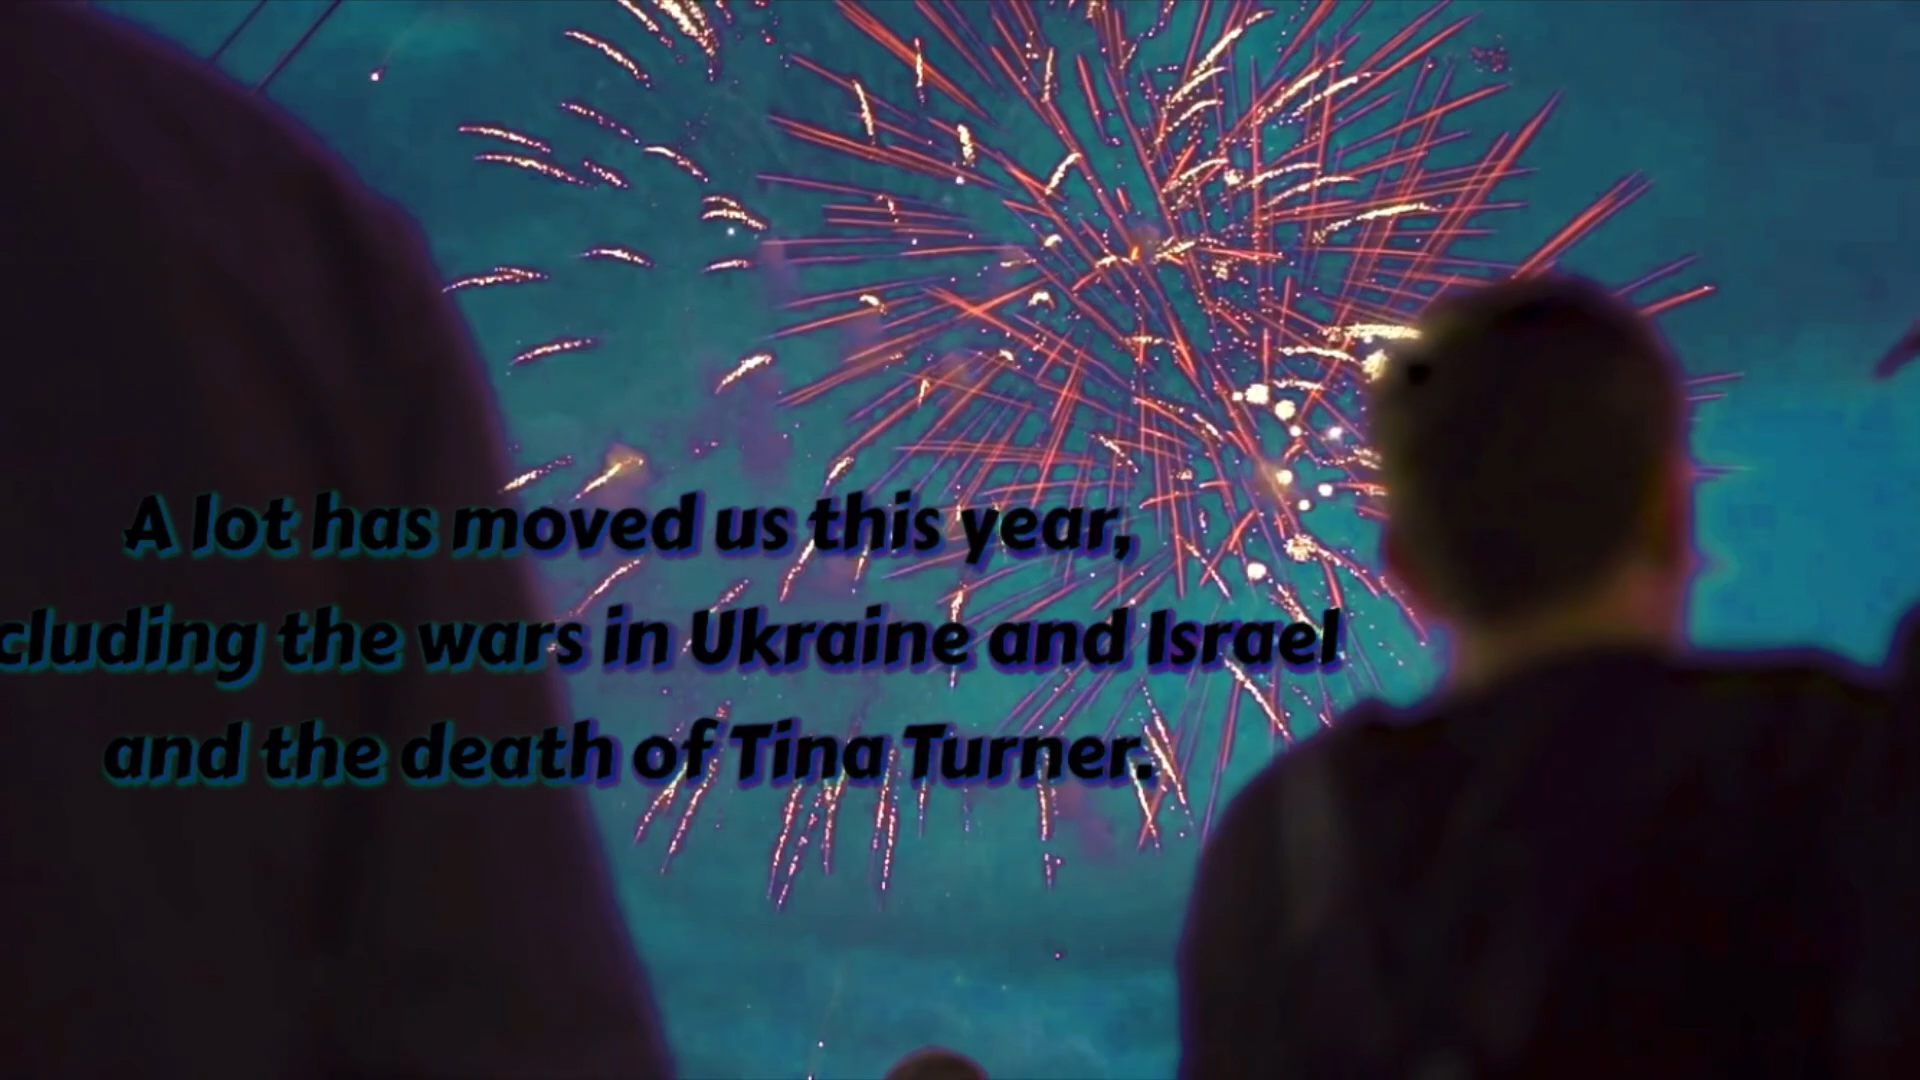 A lot has moved us this year,
cluding the wars in Ukraine and Israel
and the death of Tina Turner.